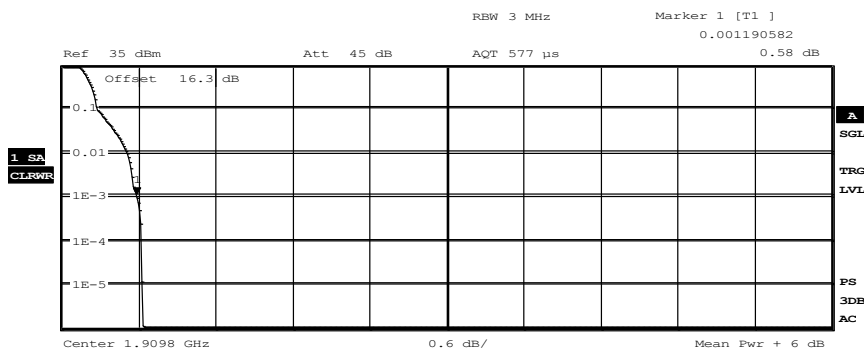 RBW 3 MHz Marker 1 [T1 ]
0.001190582
Ref 35 dBm Att 45 dB AQT 577 µs 0.58 dB
Offset 16.3 dB
0.1
A
SGL
0.01
1 SA
CLRWR
TRG
1
LVL
1E-3
1E-4
1E-5
PS
3DB
AC
Center 1.9098 GHz 0.6 dB/ Mean Pwr + 6 dB